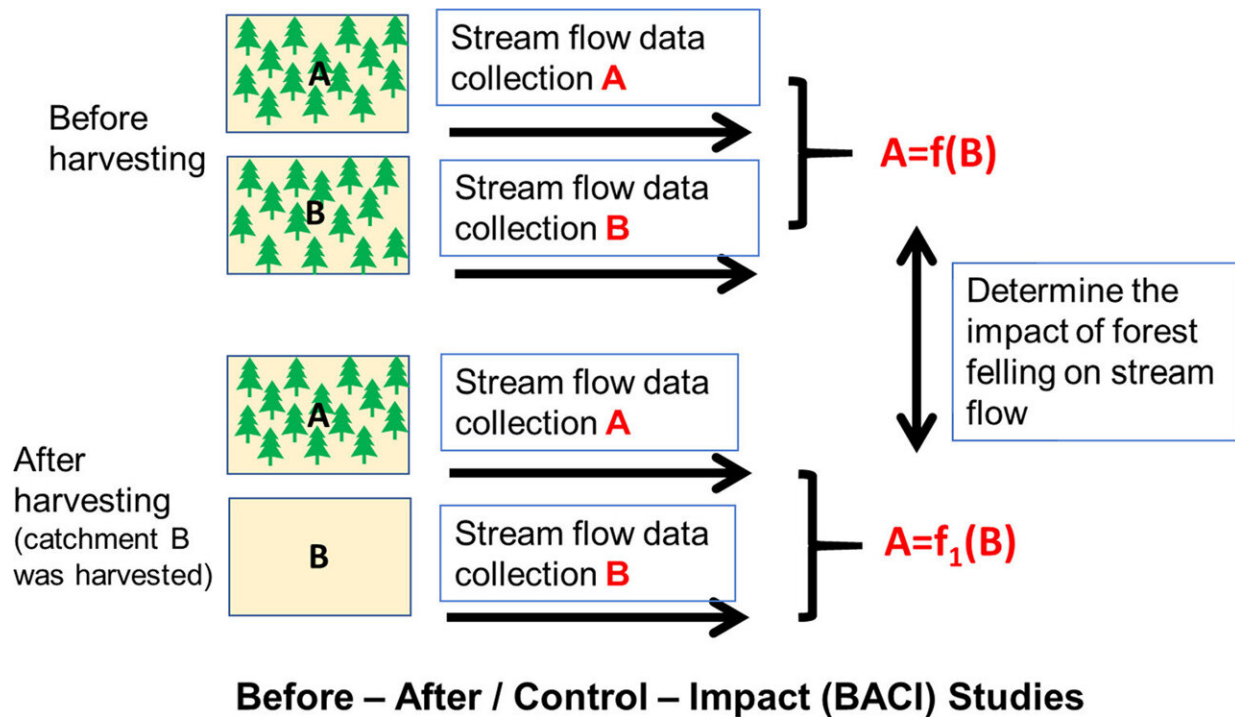 Before
harvesting
A
Stream flow data
collection A
B
Stream flow data
collection B
A=f(B)
Determine the
impact of forest
felling on stream
flow
After
harvesting
(catchment B
was harvested)
A
Stream flow data
collection A
B
Stream flow data
collection B
A=f₁(B)
Before – After / Control – Impact (BACI) Studies